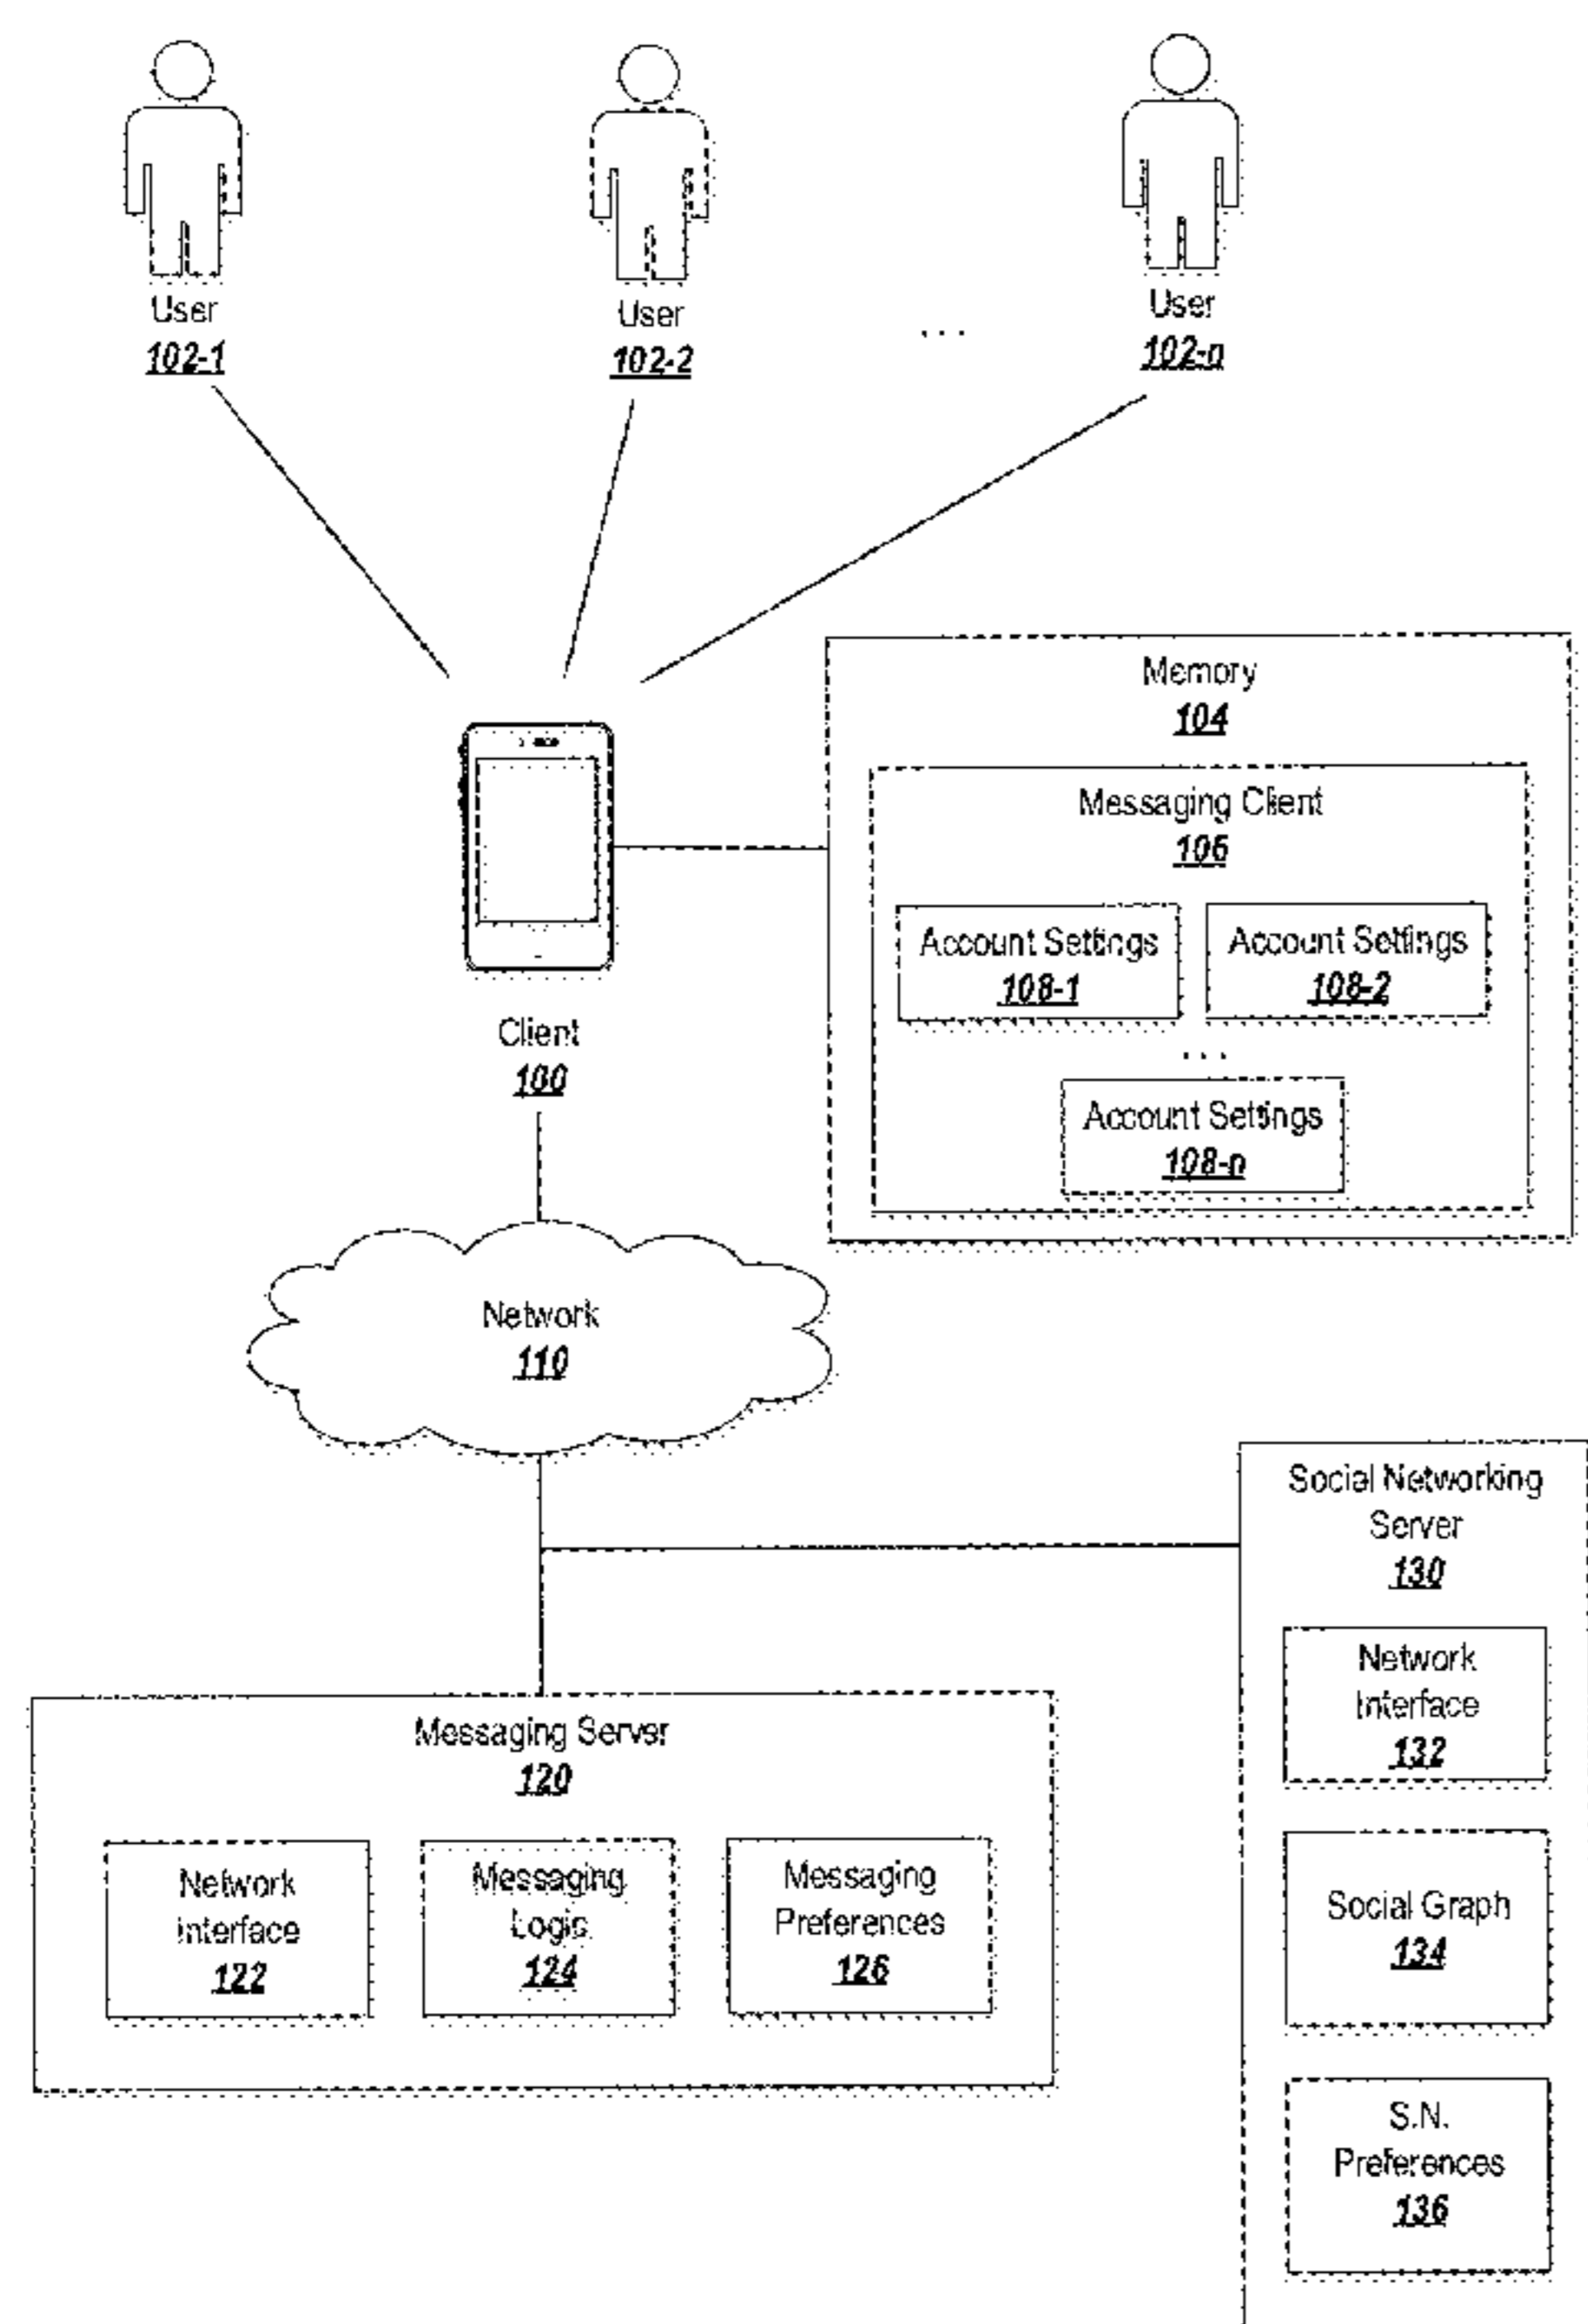 User
102-1
User
102-2
...
User
102-n
Memory
104
Messaging Client
106
Account Settings
108-1
Account Settings
108-2
...
Account Settings
108-n
Client
100
Network
110
Social Networking
Server
130
Network
Interface
132
Social Graph
134
S.N.
Preferences
136
Messaging Server
120
Network
Interface
122
Messaging
Logic
124
Messaging
Preferences
126